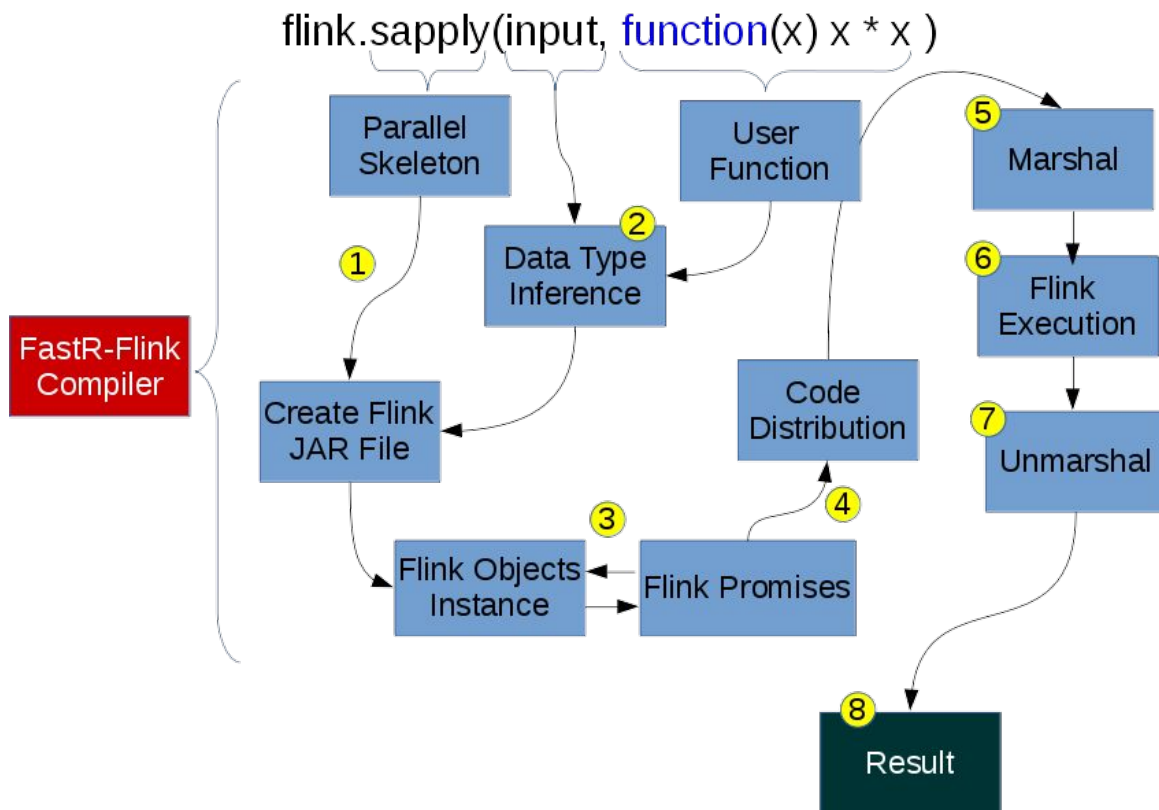 flink.sapply(input, function(x) x * x )
Parallel
Skeleton
User
Function
5
Marshal
1
2
Data Type
Inference
6
Flink
Execution
FastR-Flink
Compiler
Create Flink
JAR File
Code
Distribution
7
Unmarshal
3
4
Flink Objects
Instance
Flink Promises
8
Result